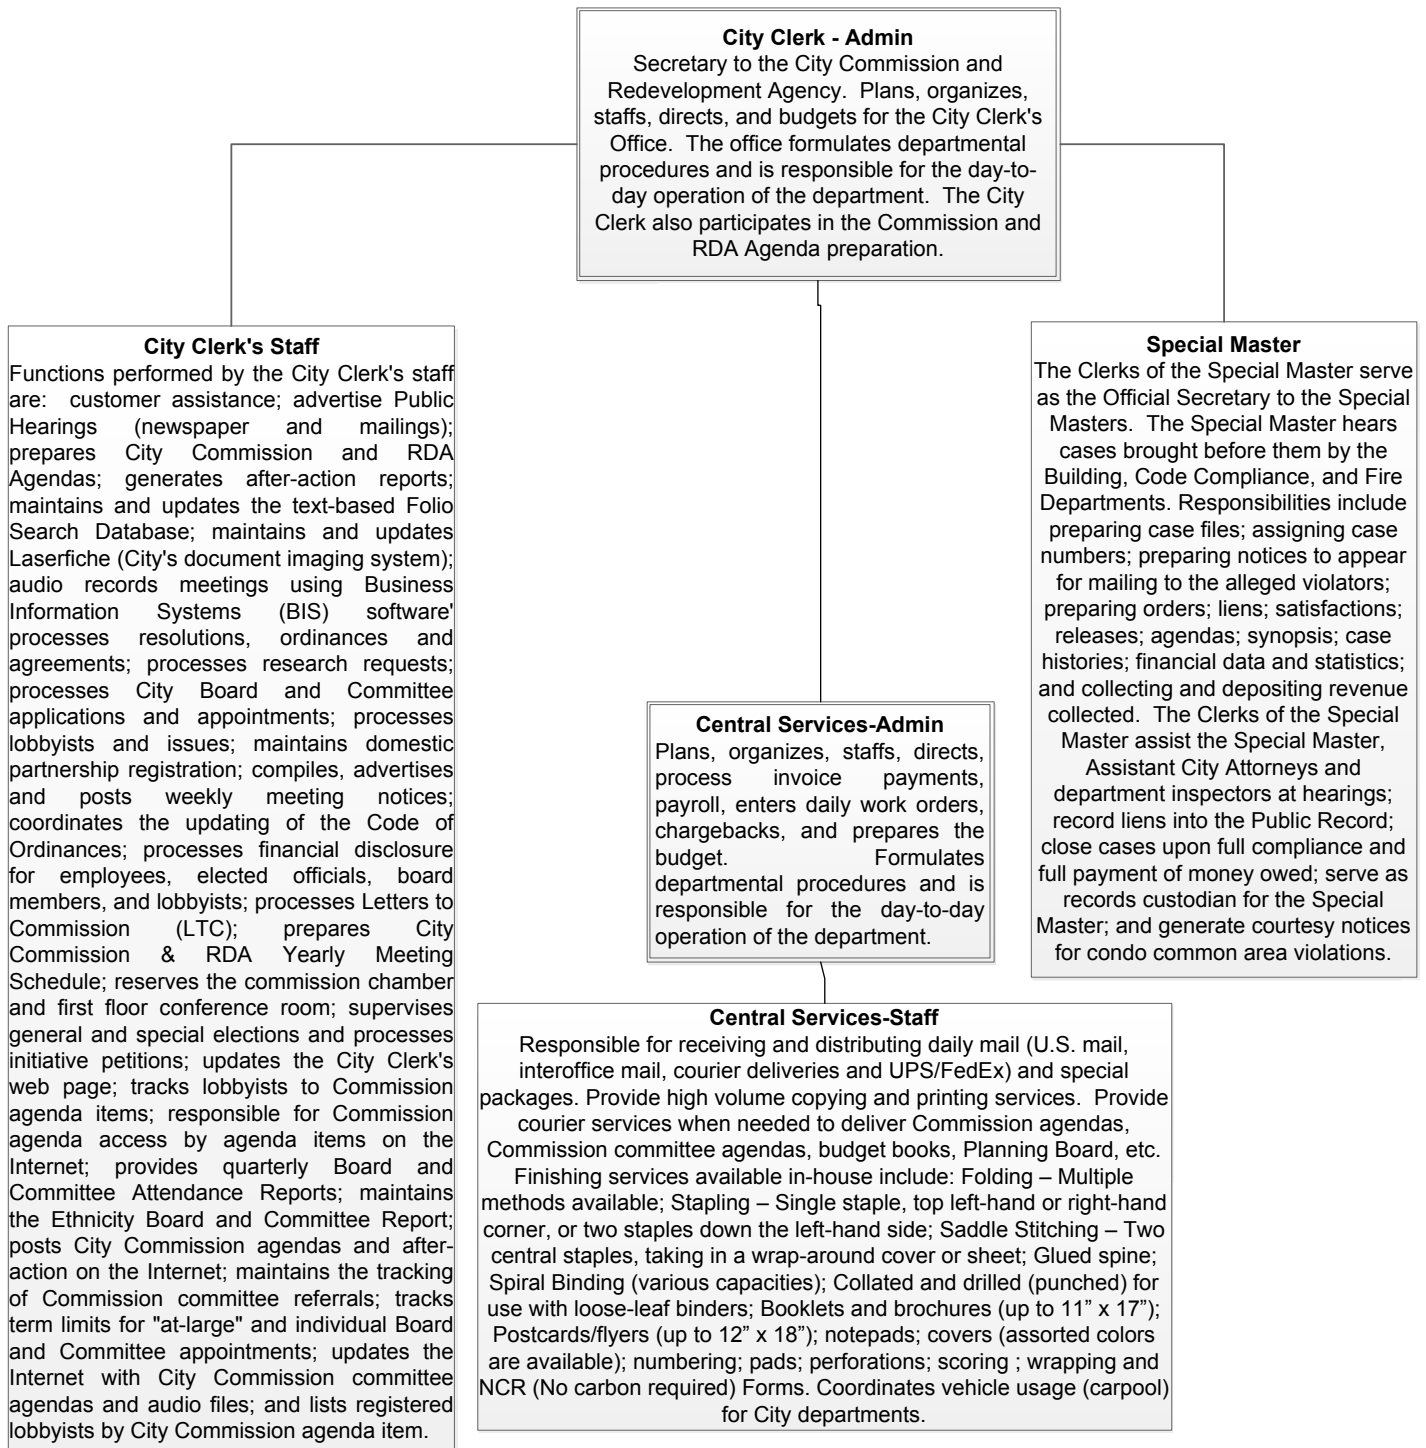 City Clerk - Admin
Secretary to the City Commission and
Redevelopment Agency.  Plans, organizes,
staffs, directs, and budgets for the City Clerk's
Office.  The office formulates departmental
procedures and is responsible for the day-to-
day operation of the department.  The City
Clerk also participates in the Commission and
RDA Agenda preparation.
City Clerk's Staff
Functions performed by the City Clerk's staff
are:  customer assistance; advertise Public
Hearings (newspaper and mailings);
prepares City Commission and RDA
Agendas; generates after-action reports;
maintains and updates the text-based Folio
Search Database; maintains and updates
Laserfiche (City's document imaging system);
audio records meetings using Business
Information Systems (BIS) software'
processes resolutions, ordinances and
agreements; processes research requests;
processes City Board and Committee
applications and appointments; processes
lobbyists and issues; maintains domestic
partnership registration; compiles, advertises
and posts weekly meeting notices;
coordinates the updating of the Code of
Ordinances; processes financial disclosure
for employees, elected officials, board
members, and lobbyists; processes Letters to
Commission (LTC); prepares City
Commission & RDA Yearly Meeting
Schedule; reserves the commission chamber
and first floor conference room; supervises
general and special elections and processes
initiative petitions; updates the City Clerk's
web page; tracks lobbyists to Commission
agenda items; responsible for Commission
agenda access by agenda items on the
Internet; provides quarterly Board and
Committee Attendance Reports; maintains
the Ethnicity Board and Committee Report;
posts City Commission agendas and after-
action on the Internet; maintains the tracking
of Commission committee referrals; tracks
term limits for "at-large" and individual Board
and Committee appointments; updates the
Internet with City Commission committee
agendas and audio files; and lists registered
lobbyists by City Commission agenda item.
Central Services-Admin
Plans, organizes, staffs, directs,
process invoice payments,
payroll, enters daily work orders,
chargebacks, and prepares the
budget. Formulates
departmental procedures and is
responsible for the day-to-day
operation of the department.
Central Services-Staff
Responsible for receiving and distributing daily mail (U.S. mail,
interoffice mail, courier deliveries and UPS/FedEx) and special
packages. Provide high volume copying and printing services.  Provide
courier services when needed to deliver Commission agendas,
Commission committee agendas, budget books, Planning Board, etc.
Finishing services available in-house include: Folding – Multiple
methods available; Stapling – Single staple, top left-hand or right-hand
corner, or two staples down the left-hand side; Saddle Stitching – Two
central staples, taking in a wrap-around cover or sheet; Glued spine;
Spiral Binding (various capacities); Collated and drilled (punched) for
use with loose-leaf binders; Booklets and brochures (up to 11” x 17”);
Postcards/flyers (up to 12” x 18”); notepads; covers (assorted colors
are available); numbering; pads; perforations; scoring ; wrapping and
NCR (No carbon required) Forms. Coordinates vehicle usage (carpool)
for City departments.
Special Master
The Clerks of the Special Master serve
as the Official Secretary to the Special
Masters.  The Special Master hears
cases brought before them by the
Building, Code Compliance, and Fire
Departments. Responsibilities include
preparing case files; assigning case
numbers; preparing notices to appear
for mailing to the alleged violators;
preparing orders; liens; satisfactions;
releases; agendas; synopsis; case
histories; financial data and statistics;
and collecting and depositing revenue
collected.  The Clerks of the Special
Master assist the Special Master,
Assistant City Attorneys and
department inspectors at hearings;
record liens into the Public Record;
close cases upon full compliance and
full payment of money owed; serve as
records custodian for the Special
Master; and generate courtesy notices
for condo common area violations.